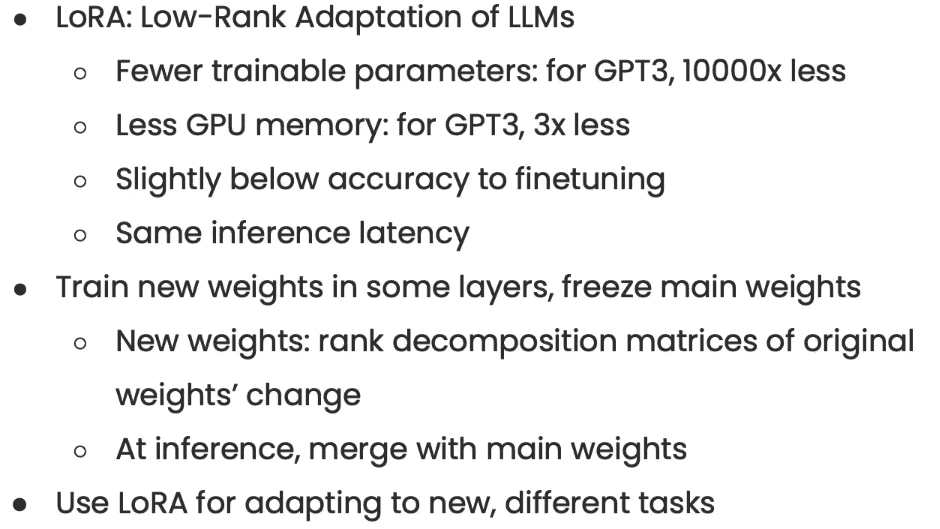 ● LoRA: Low-Rank Adaptation of LLMs
○ Fewer trainable parameters: for GPT3, 10000x less
○ Less GPU memory: for GPT3, 3x less
○ Slightly below accuracy to finetuning
○ Same inference latency
● Train new weights in some layers, freeze main weights
○ New weights: rank decomposition matrices of original
weights’ change
○ At inference, merge with main weights
● Use LoRA for adapting to new, different tasks